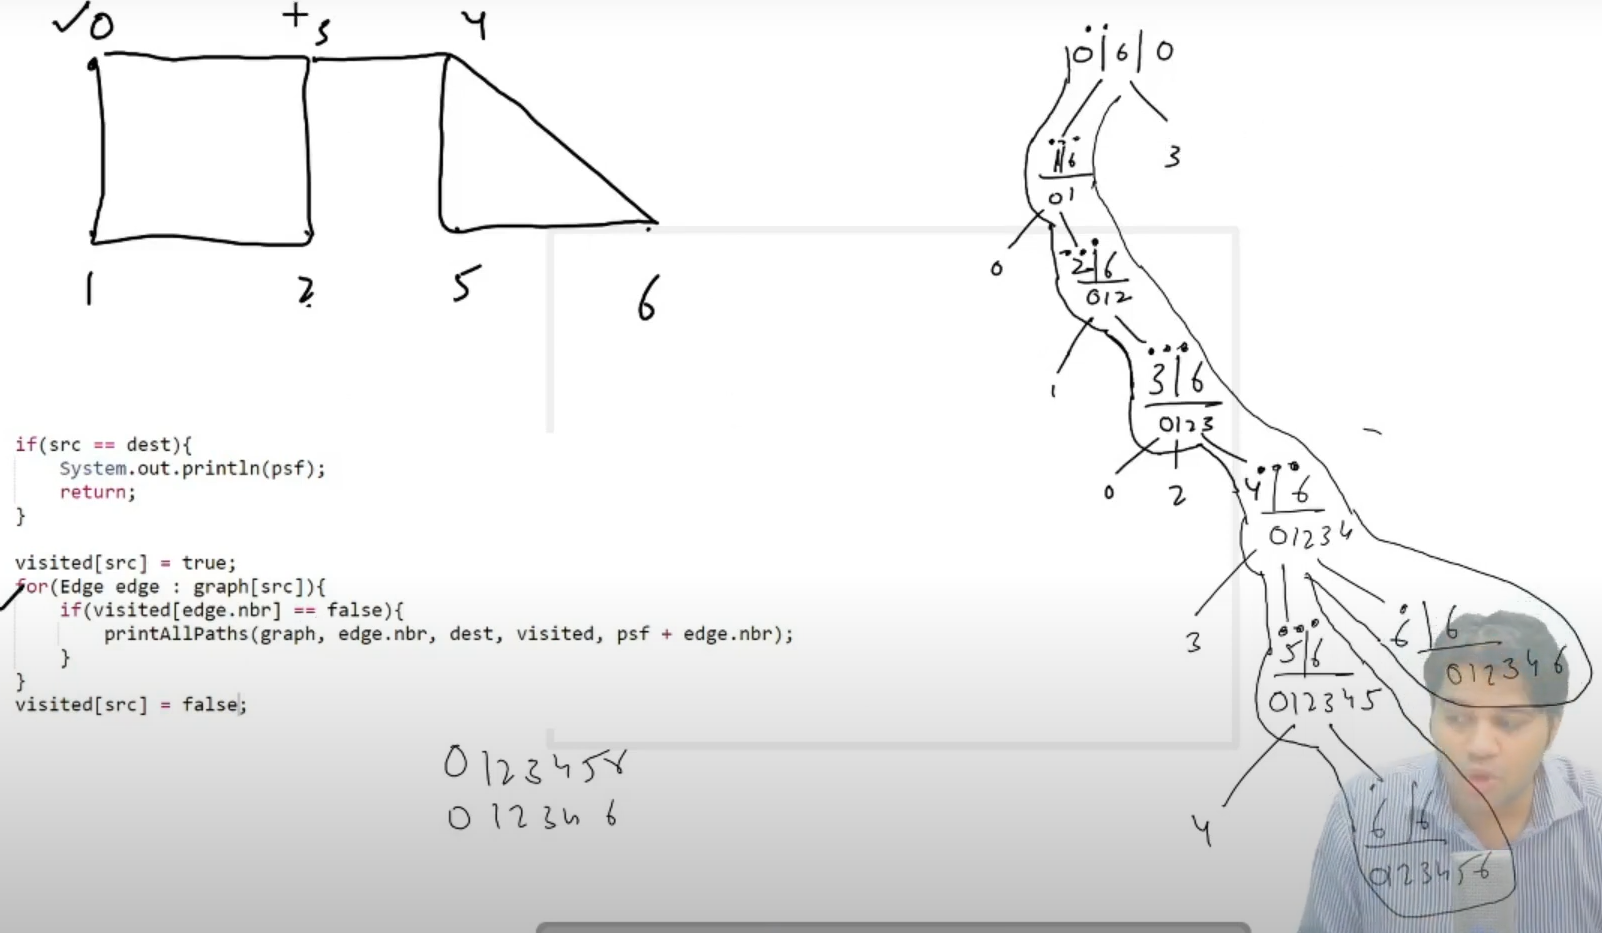 ✓0 + 3 4
1 2 5 6
if(src == dest){
System.out.println(psf);
return;
}
visited[src] = true;
for(Edge edge : graph[src]){
if(visited[edge.nbr] == false){
printAllPaths(graph, edge.nbr, dest, visited, psf + edge.nbr);
}
}
visited[src] = false;
0123456
012346
0|6|0
3
1|6
01
0
2|6
012
1
3|6
0123
0 2
4|6
01234
3
6|6
012346
5|6
012345
4
6|6
0123456